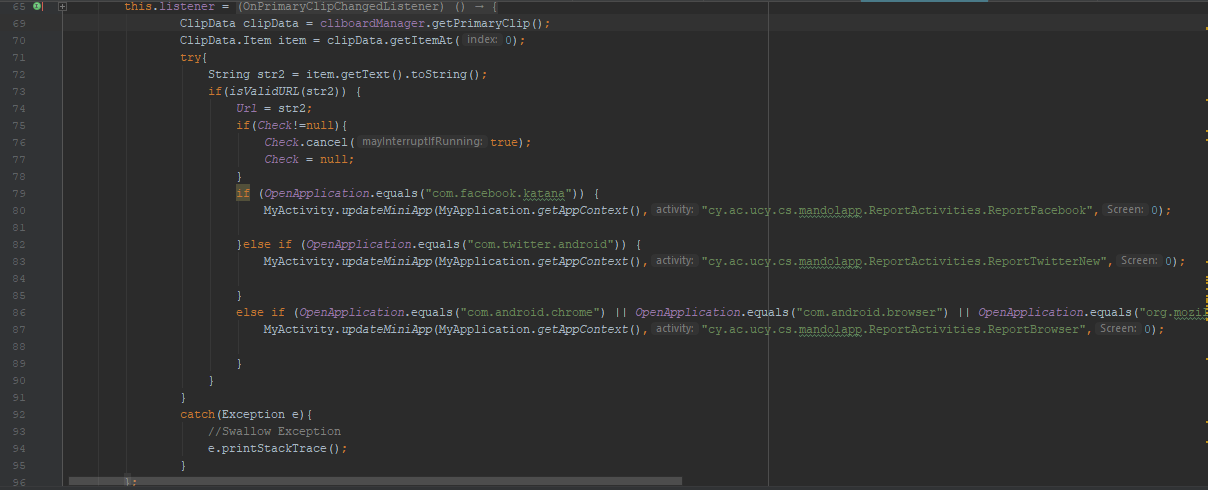 65 this.listener = (OnPrimaryClipChangedListener) () → {
69 ClipData clipData = cliboardManager.getPrimaryClip();
70 ClipData.Item item = clipData.getItemAt( index: 0);
71 try{
72 String str2 = item.getText().toString();
73 if(isValidURL(str2)) {
74 Url = str2;
75 if(Check!=null){
76 Check.cancel( mayInterruptIfRunning: true);
77 Check = null;
78 }
79 if (OpenApplication.equals("com.facebook.katana")) {
80 MyActivity.updateMiniApp(MyApplication.getAppContext(), activity: "cy.ac.ucy.cs.mandolapp.ReportActivities.ReportFacebook", Screen: 0);
81
82 }else if (OpenApplication.equals("com.twitter.android")) {
83 MyActivity.updateMiniApp(MyApplication.getAppContext(), activity: "cy.ac.ucy.cs.mandolapp.ReportActivities.ReportTwitterNew", Screen: 0);
84
85 }
86 else if (OpenApplication.equals("com.android.chrome") || OpenApplication.equals("com.android.browser") || OpenApplication.equals("org.mozil
87 MyActivity.updateMiniApp(MyApplication.getAppContext(), activity: "cy.ac.ucy.cs.mandolapp.ReportActivities.ReportBrowser", Screen: 0);
88
89 }
90 }
91 }
92 catch(Exception e){
93 //Swallow Exception
94 e.printStackTrace();
95 }
96 };